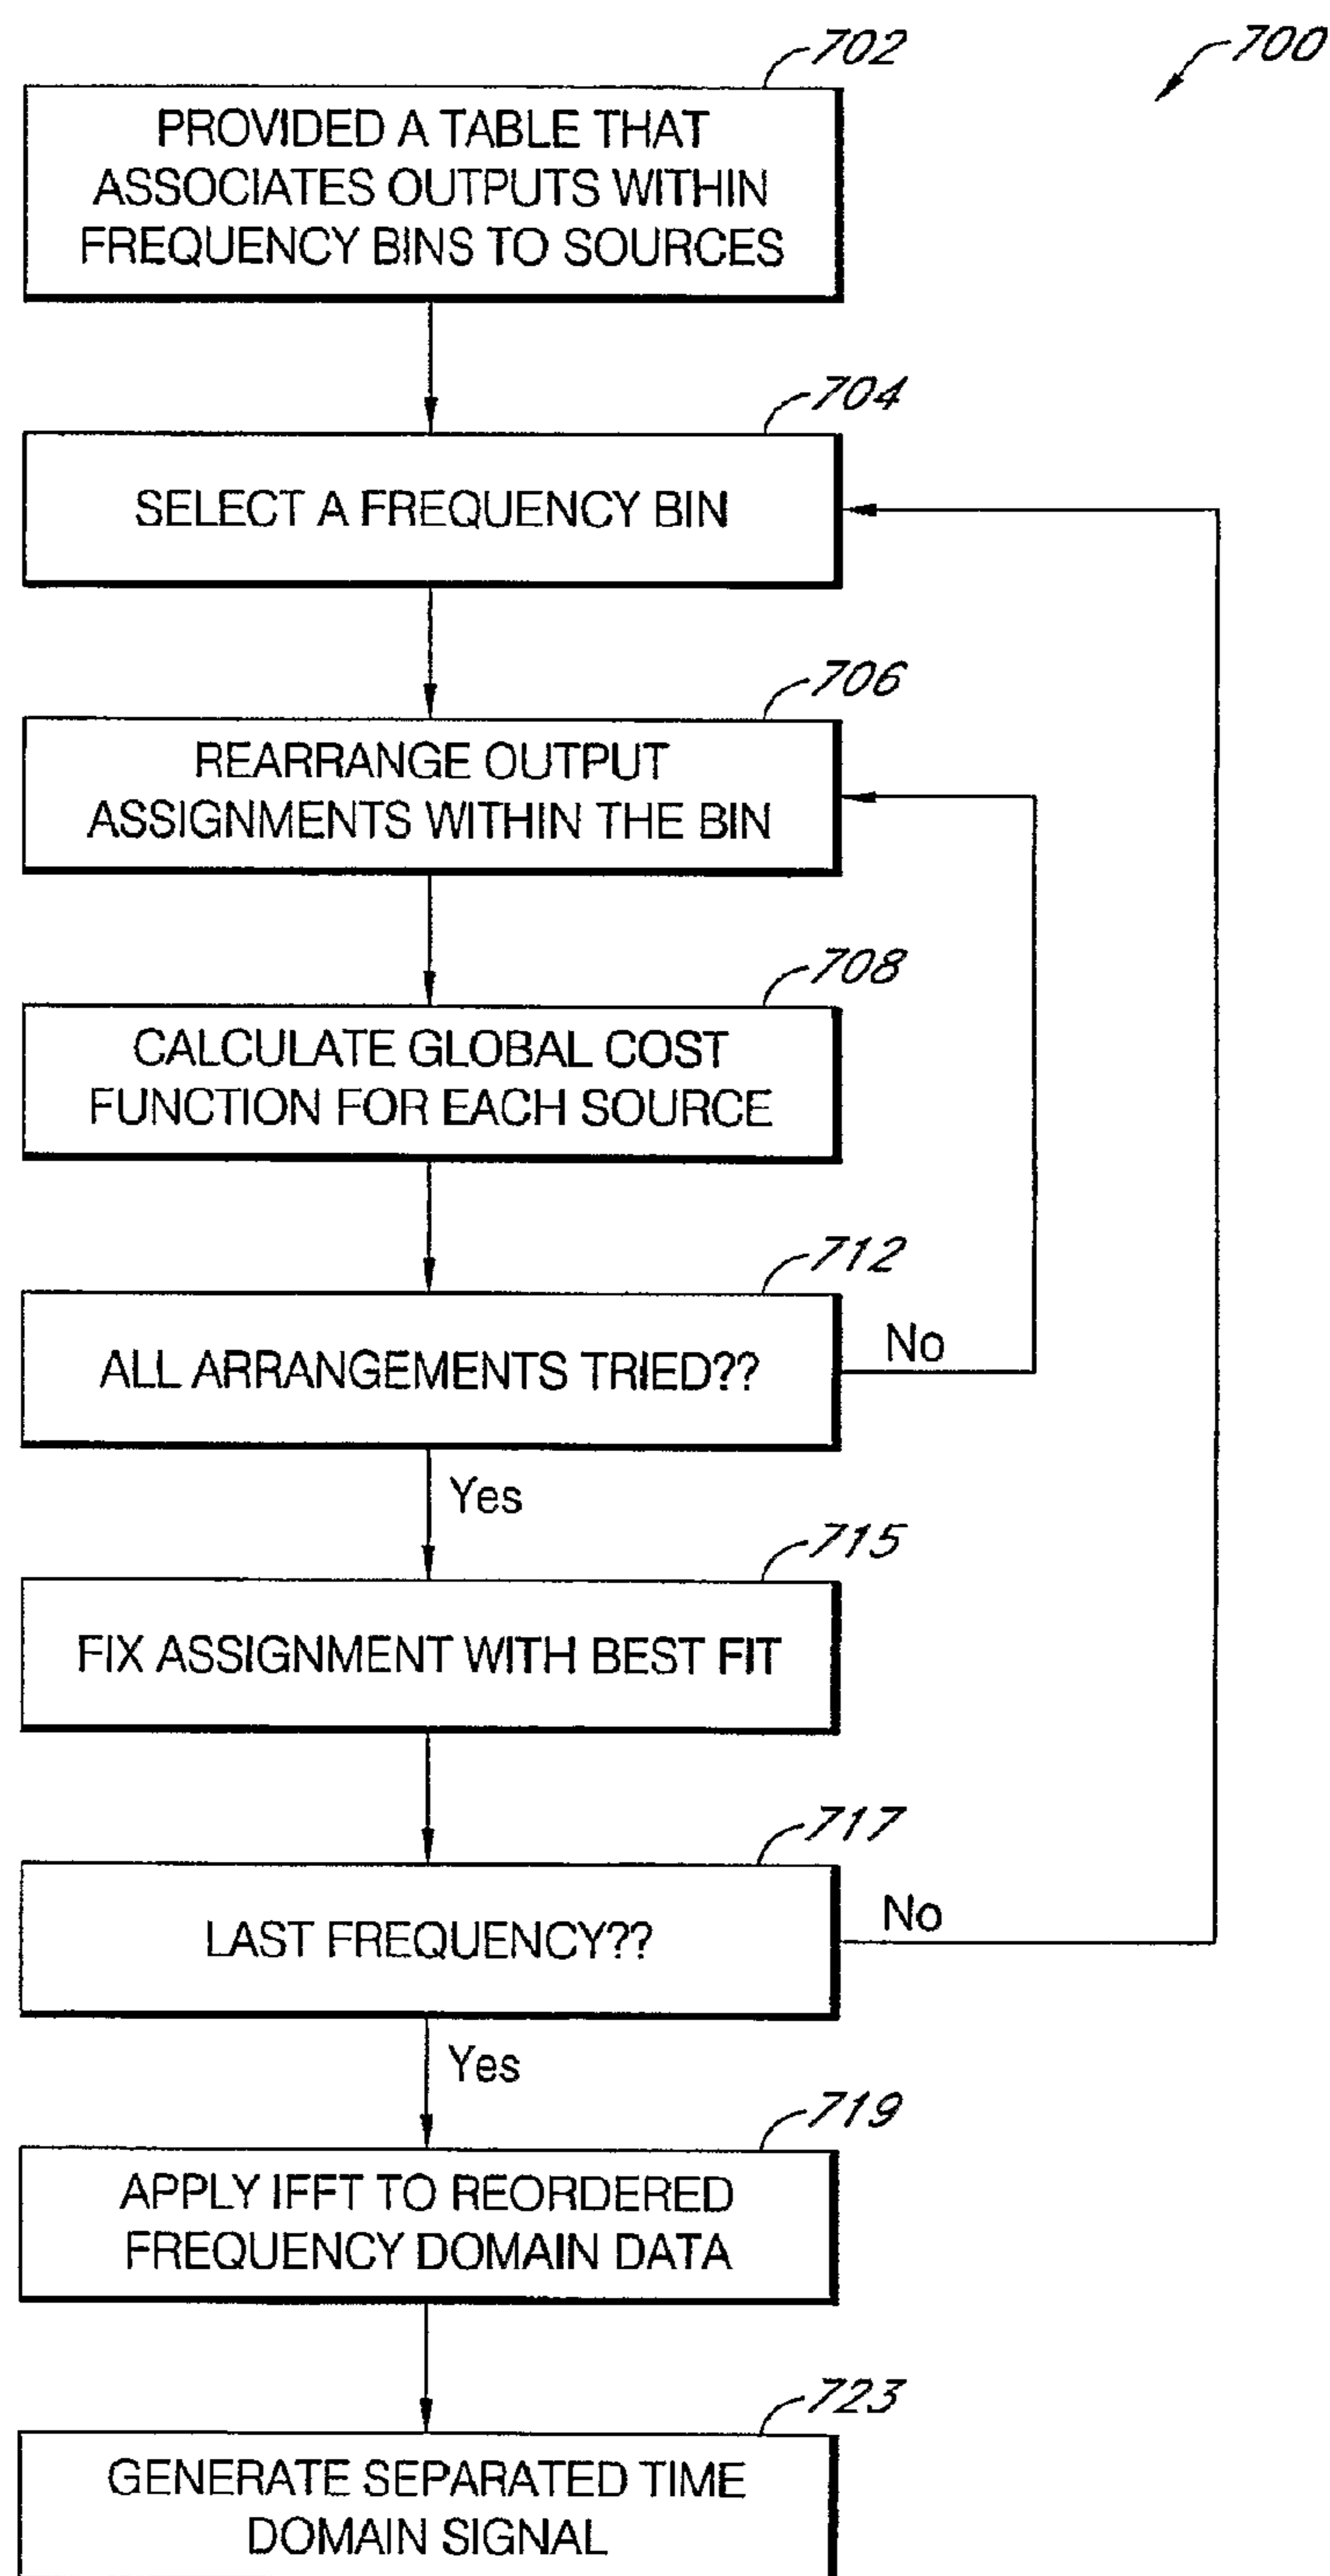 702
700
PROVIDED A TABLE THAT
ASSOCIATES OUTPUTS WITHIN
FREQUENCY BINS TO SOURCES
704
SELECT A FREQUENCY BIN
706
REARRANGE OUTPUT
ASSIGNMENTS WITHIN THE BIN
708
CALCULATE GLOBAL COST
FUNCTION FOR EACH SOURCE
712
ALL ARRANGEMENTS TRIED??
No
Yes
715
FIX ASSIGNMENT WITH BEST FIT
717
LAST FREQUENCY??
No
Yes
719
APPLY IFFT TO REORDERED
FREQUENCY DOMAIN DATA
723
GENERATE SEPARATED TIME
DOMAIN SIGNAL